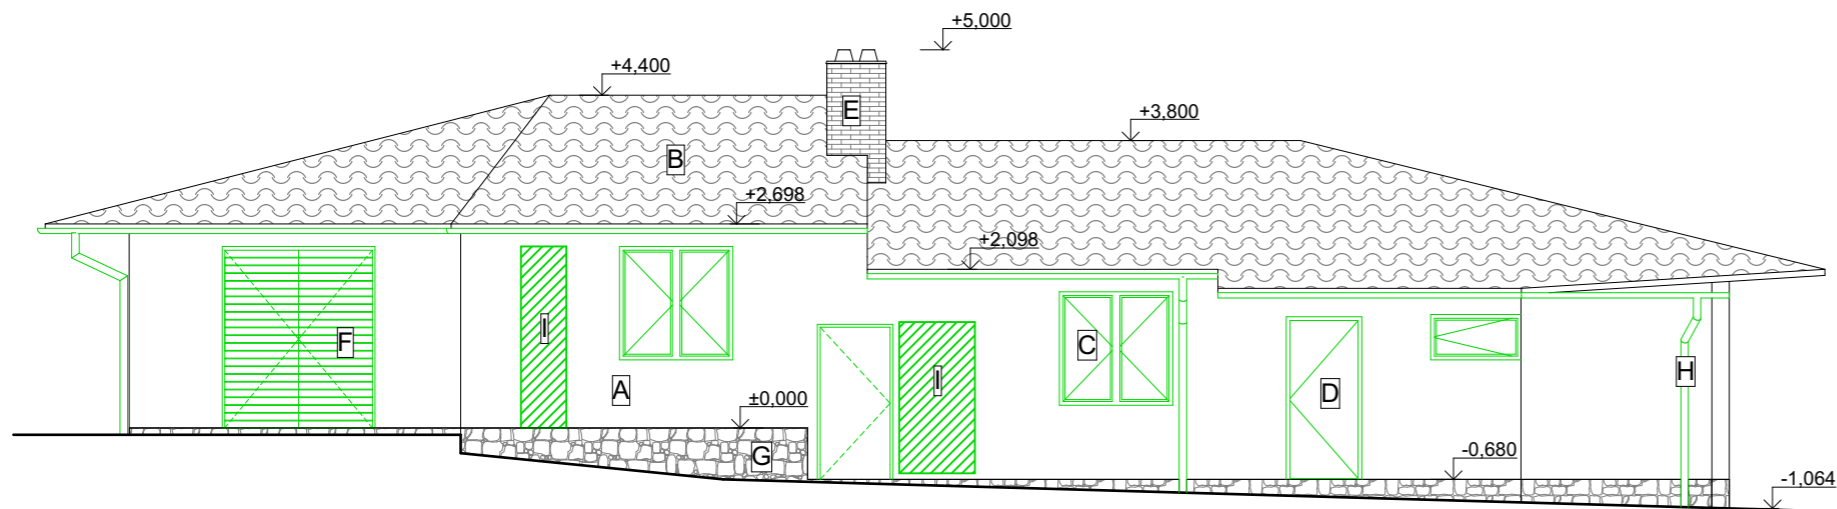 +5,000
+4,400
E
+3,800
B
+2,698
+2,098
I
F
C
I
H
A
D
±0,000
G
-0,680
-1,064